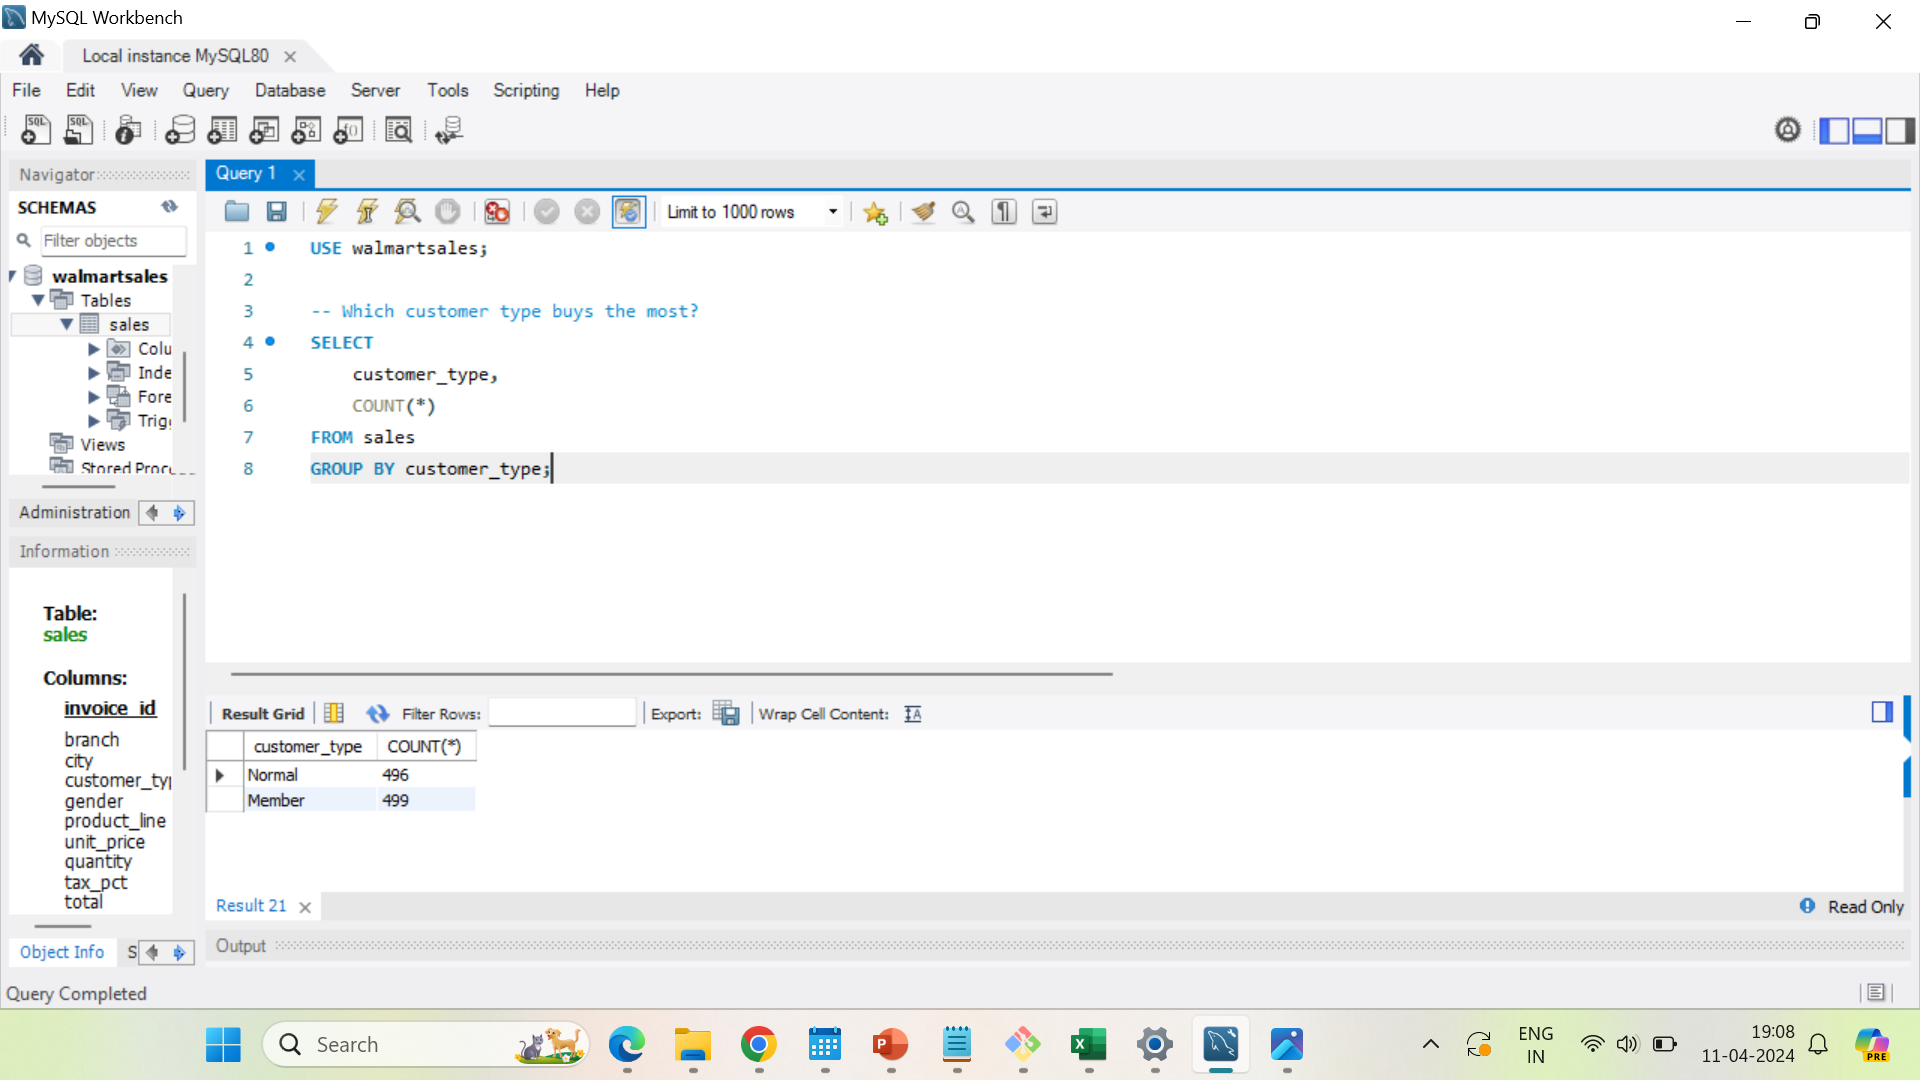 MySQL Workbench
Local instance MySQL80
File Edit View Query Database Server Tools Scripting Help
Navigator
SCHEMAS
Filter objects
walmartsales
Tables
sales
Colu
Inde
Fore
Trig
Views
Stored Proc
Administration
Information
Table:
sales
Columns:
invoice_id
branch
city
customer_typ
gender
product_line
unit_price
quantity
tax_pct
total
Object Info S
Query 1
Limit to 1000 rows
1 USE walmartsales;
2
3 -- Which customer type buys the most?
4 SELECT
5 customer_type,
6 COUNT(*)
7 FROM sales
8 GROUP BY customer_type;
Result Grid Filter Rows: Export: Wrap Cell Content:
customer_type COUNT(*)
Normal 496
Member 499
Result 21
Read Only
Output
Query Completed
Search
ENG
IN
19:08
11-04-2024
PRE